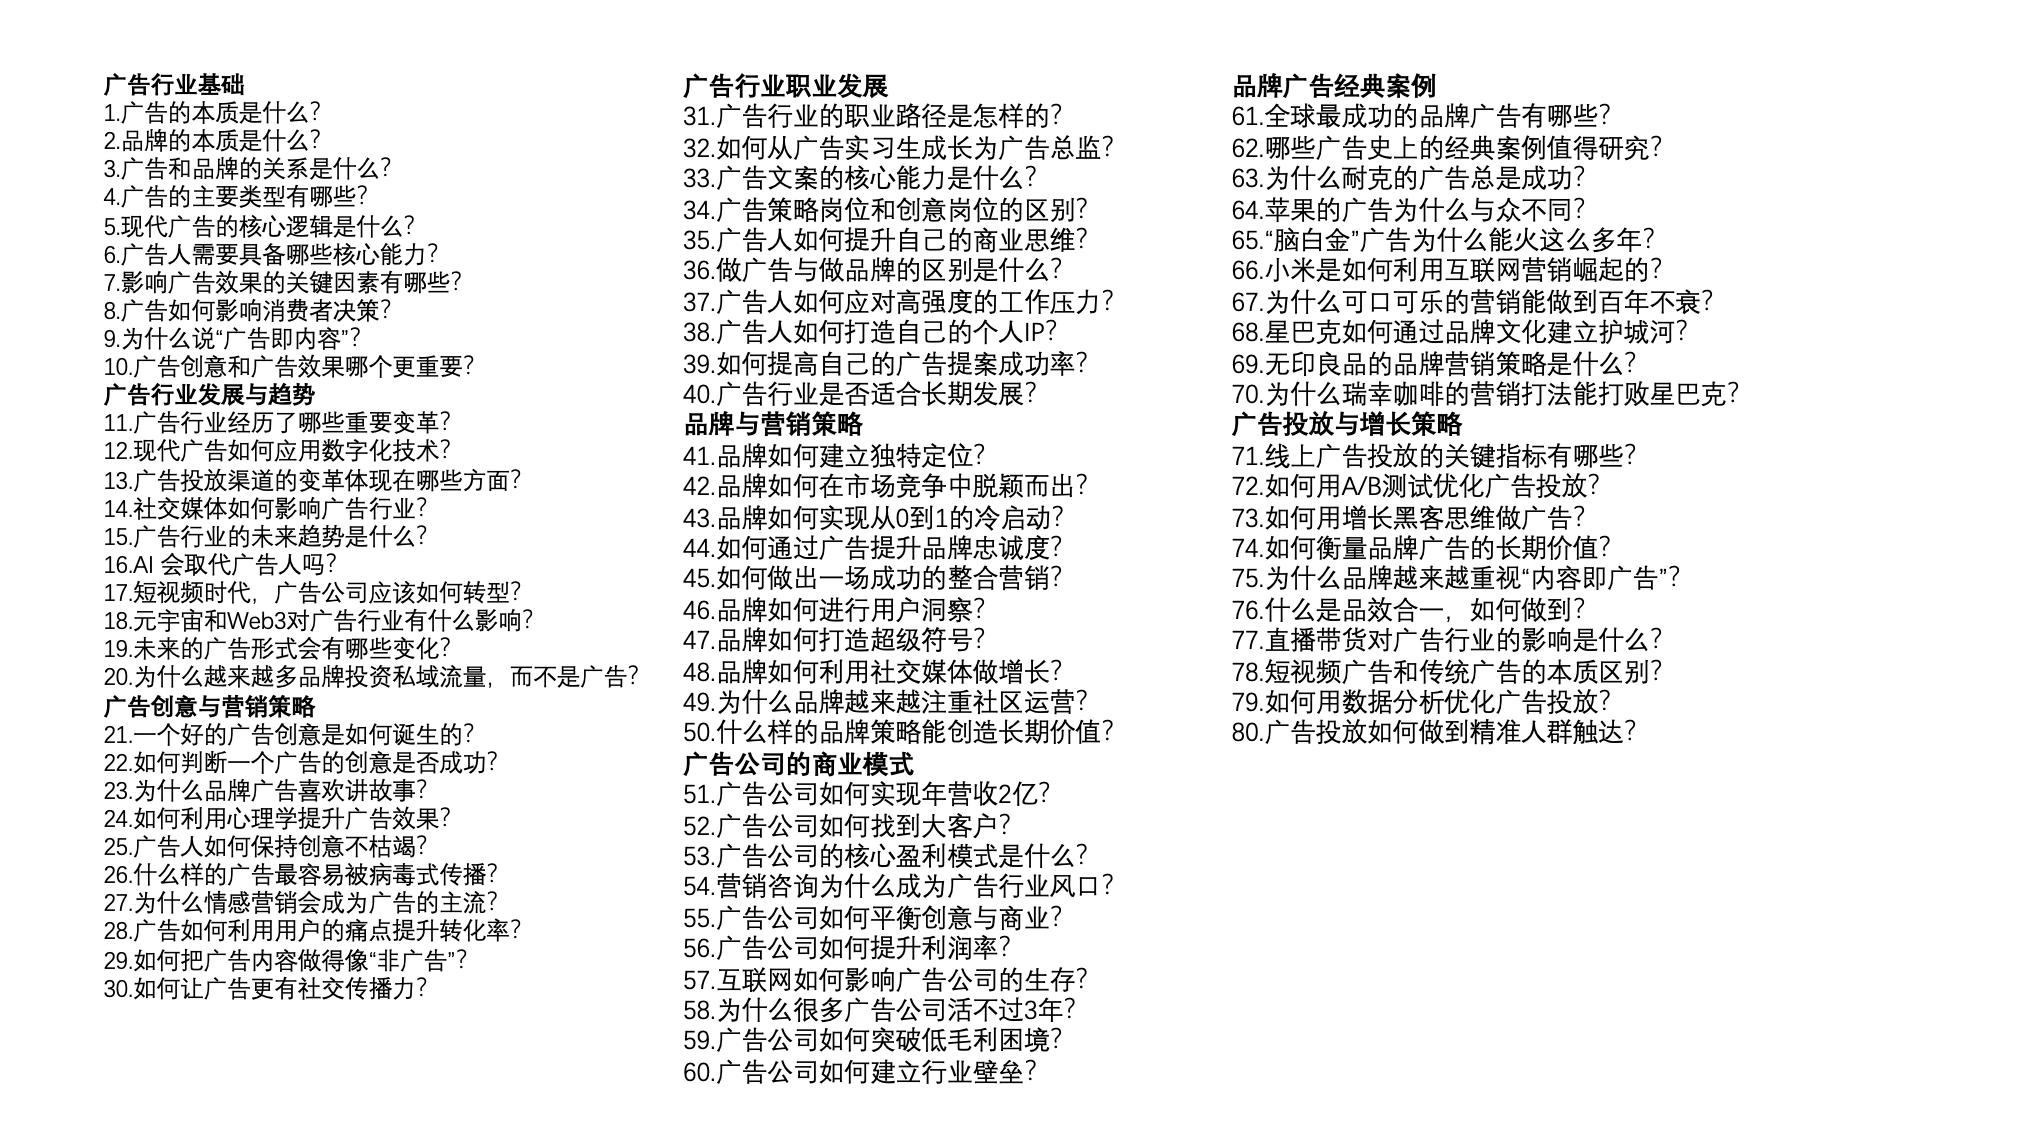 广告行业基础
1.广告的本质是什么？
2.品牌的本质是什么？
3.广告和品牌的关系是什么？
4.广告的主要类型有哪些？
5.现代广告的核心逻辑是什么？
6.广告人需要具备哪些核心能力？
7.影响广告效果的关键因素有哪些？
8.广告如何影响消费者决策？
9.为什么说“广告即内容”？
10.广告创意和广告效果哪个更重要？
广告行业发展与趋势
11.广告行业经历了哪些重要变革？
12.现代广告如何应用数字化技术？
13.广告投放渠道的变革体现在哪些方面？
14.社交媒体如何影响广告行业？
15.广告行业的未来趋势是什么？
16.AI 会取代广告人吗？
17.短视频时代，广告公司应该如何转型？
18.元宇宙和Web3对广告行业有什么影响？
19.未来的广告形式会有哪些变化？
20.为什么越来越多品牌投资私域流量，而不是广告？
广告创意与营销策略
21.一个好的广告创意是如何诞生的？
22.如何判断一个广告的创意是否成功？
23.为什么品牌广告喜欢讲故事？
24.如何利用心理学提升广告效果？
25.广告人如何保持创意不枯竭？
26.什么样的广告最容易被病毒式传播？
27.为什么情感营销会成为广告的主流？
28.广告如何利用用户的痛点提升转化率？
29.如何把广告内容做得像“非广告”？
30.如何让广告更有社交传播力？
广告行业职业发展
31.广告行业的职业路径是怎样的？
32.如何从广告实习生成长为广告总监？
33.广告文案的核心能力是什么？
34.广告策略岗位和创意岗位的区别？
35.广告人如何提升自己的商业思维？
36.做广告与做品牌的区别是什么？
37.广告人如何应对高强度的工作压力？
38.广告人如何打造自己的个人IP？
39.如何提高自己的广告提案成功率？
40.广告行业是否适合长期发展？
品牌与营销策略
41.品牌如何建立独特定位？
42.品牌如何在市场竞争中脱颖而出？
43.品牌如何实现从0到1的冷启动？
44.如何通过广告提升品牌忠诚度？
45.如何做出一场成功的整合营销？
46.品牌如何进行用户洞察？
47.品牌如何打造超级符号？
48.品牌如何利用社交媒体做增长？
49.为什么品牌越来越注重社区运营？
50.什么样的品牌策略能创造长期价值？
广告公司的商业模式
51.广告公司如何实现年营收2亿？
52.广告公司如何找到大客户？
53.广告公司的核心盈利模式是什么？
54.营销咨询为什么成为广告行业风口？
55.广告公司如何平衡创意与商业？
56.广告公司如何提升利润率？
57.互联网如何影响广告公司的生存？
58.为什么很多广告公司活不过3年？
59.广告公司如何突破低毛利困境？
60.广告公司如何建立行业壁垒？
品牌广告经典案例
61.全球最成功的品牌广告有哪些？
62.哪些广告史上的经典案例值得研究？
63.为什么耐克的广告总是成功？
64.苹果的广告为什么与众不同？
65.“脑白金”广告为什么能火这么多年？
66.小米是如何利用互联网营销崛起的？
67.为什么可口可乐的营销能做到百年不衰？
68.星巴克如何通过品牌文化建立护城河？
69.无印良品的品牌营销策略是什么？
70.为什么瑞幸咖啡的营销打法能打败星巴克？
广告投放与增长策略
71.线上广告投放的关键指标有哪些？
72.如何用A/B测试优化广告投放？
73.如何用增长黑客思维做广告？
74.如何衡量品牌广告的长期价值？
75.为什么品牌越来越重视“内容即广告”？
76.什么是品效合一，如何做到？
77.直播带货对广告行业的影响是什么？
78.短视频广告和传统广告的本质区别？
79.如何用数据分析优化广告投放？
80.广告投放如何做到精准人群触达？